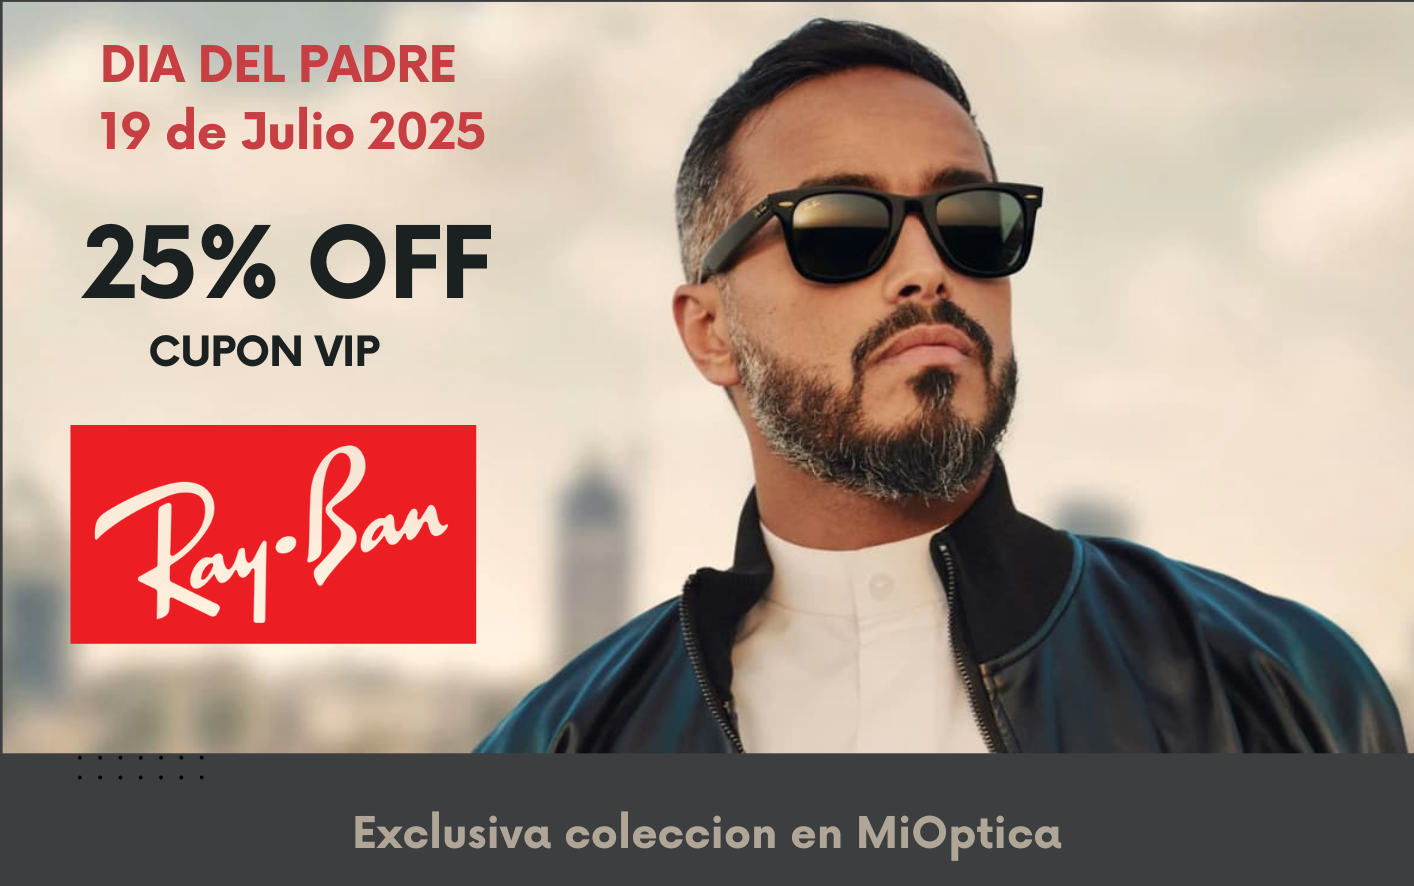 DIA DEL PADRE
19 de Julio 2025
25% OFF
CUPON VIP
Ray-Ban
Exclusiva coleccion en MiOptica